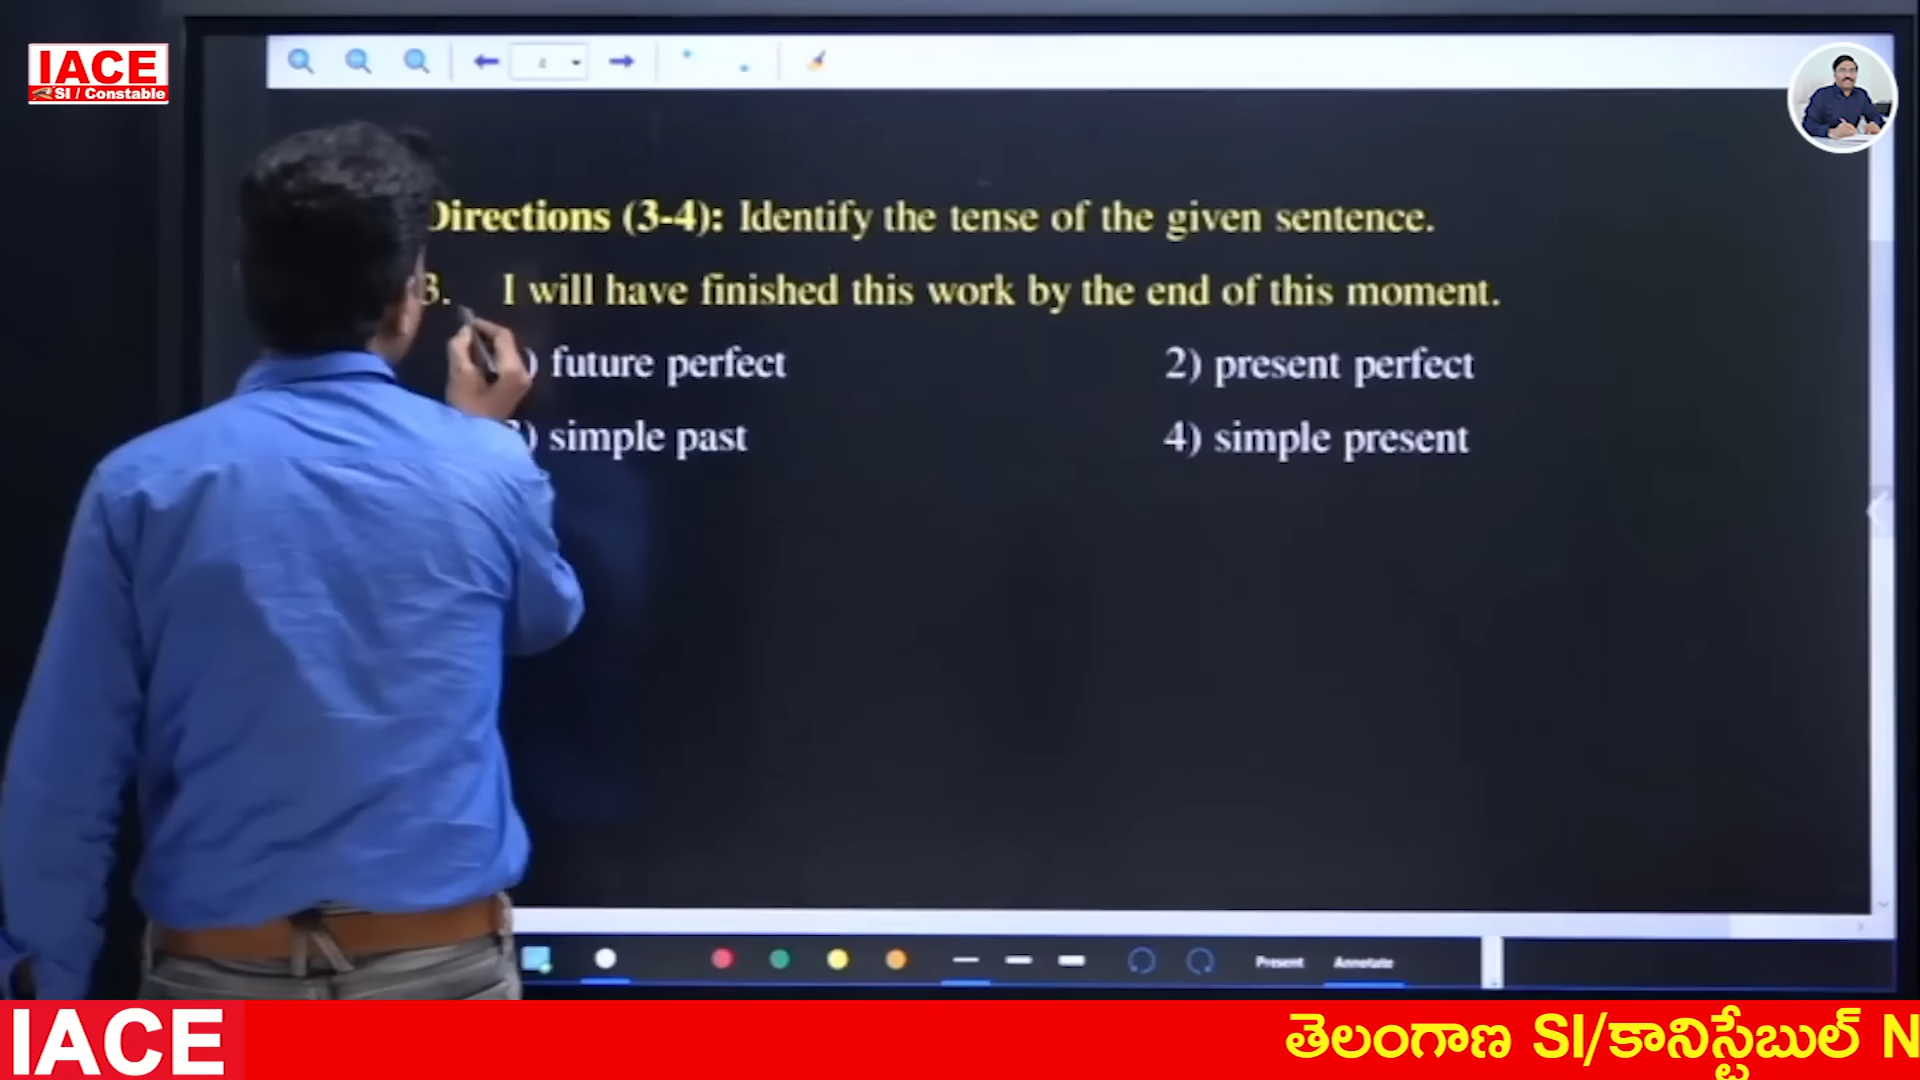 IACE
SI / Constable
Directions (3-4): Identify the tense of the given sentence.
3. I will have finished this work by the end of this moment.
) future perfect 2) present perfect
3) simple past 4) simple present
Present Annotate
IACE
తెలంగాణ SI/కానిస్టేబుల్ N